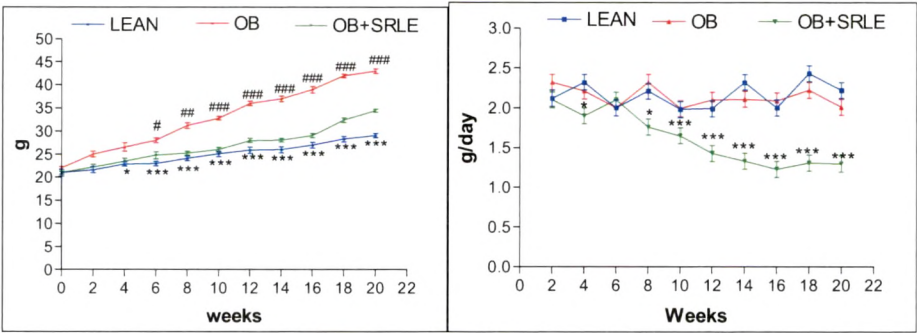 LEAN OB OB+SRLE
50
45
40
35
30
25
20
15
10
5
0
g
# ## ### ### ### ### ### ###
* *** *** *** *** *** *** *** ***
0 2 4 6 8 10 12 14 16 18 20 22
weeks
LEAN OB OB+SRLE
3.0
2.5
2.0
1.5
1.0
0.5
0.0
g/day
* * *** *** *** *** *** ***
0 2 4 6 8 10 12 14 16 18 20 22
Weeks